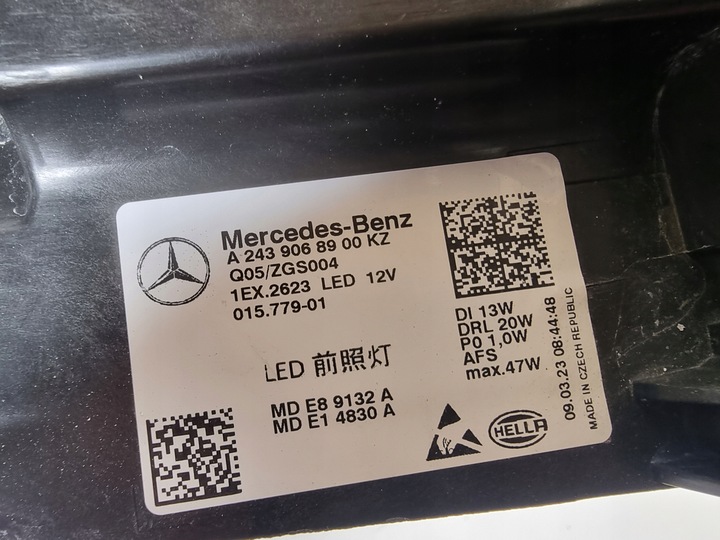 Mercedes-Benz
A 243 906 89 00 KZ
Q05/ZGS004
1EX.2623 LED 12V
015.779-01
LED 前照灯
MD E8 9132 A
MD E1 4830 A
DI 13W
DRL 20W
PO 1,0W
AFS
max.47W
HELLA
09.03.23 08:44:48
MADE IN CZECH REPUBLIC